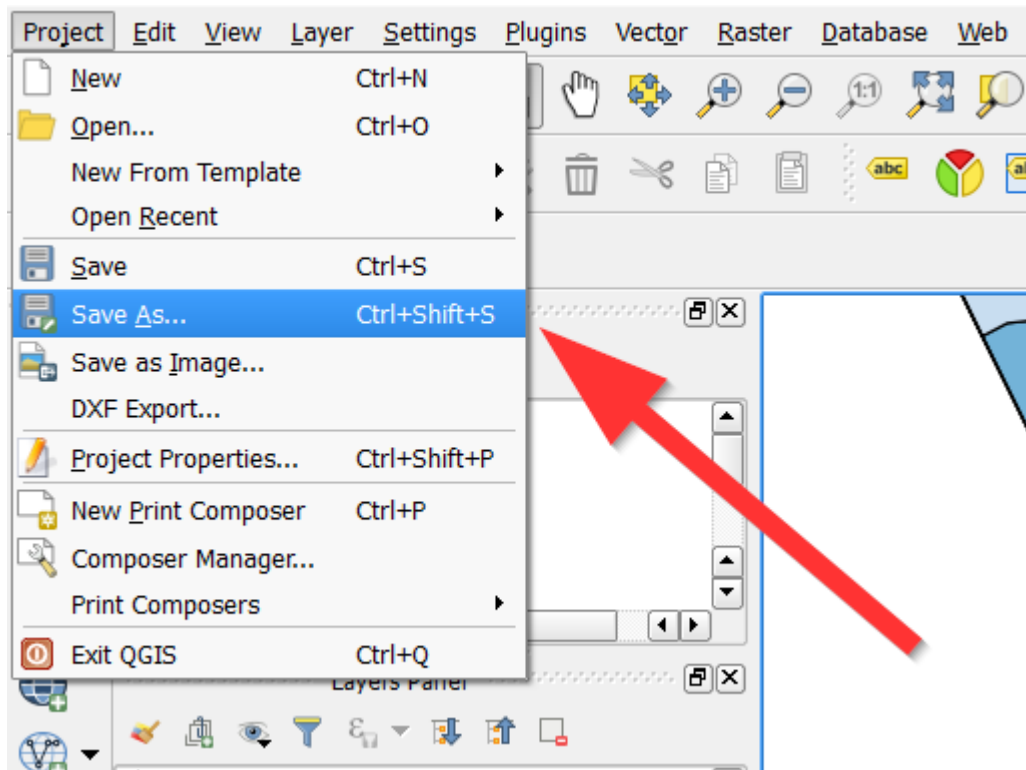 Project Edit View Layer Settings Plugins Vector Raster Database Web
New Ctrl+N
Open... Ctrl+O
New From Template
Open Recent
Save Ctrl+S
Save As... Ctrl+Shift+S
Save as Image...
DXF Export...
Project Properties... Ctrl+Shift+P
New Print Composer Ctrl+P
Composer Manager...
Print Composers
Exit QGIS Ctrl+Q
1:1
abc
Layers Panel